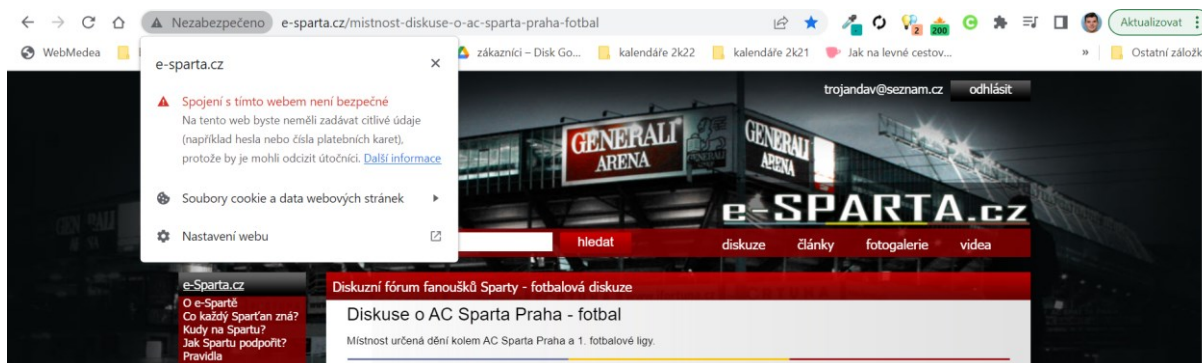 Nezabezpečeno e-sparta.cz/mistnost-diskuse-o-ac-sparta-praha-fotbal
2
200
Aktualizovat
WebMedea
zákazníci – Disk Go...
kalendáře 2k22
kalendáře 2k21
Jak na levné cestov...
»
Ostatní záložk
e-sparta.cz
Spojení s tímto webem není bezpečné
Na tento web byste neměli zadávat citlivé údaje
(například hesla nebo čísla platebních karet),
protože by je mohli odcizit útočníci. Další informace
Soubory cookie a data webových stránek
Nastavení webu
trojandav@seznam.cz odhlásit
GENERALI
ARENA
GENERALI
ARENA
e-SPARTA.cz
hledat
diskuze články fotogalerie videa
e-Sparta.cz
O e-Spartě
Co každý Sparťan zná?
Kudy na Spartu?
Jak Spartu podpořit?
Pravidla
Diskuzní fórum fanoušků Sparty - fotbalová diskuze
Diskuse o AC Sparta Praha - fotbal
Místnost určená dění kolem AC Sparta Praha a 1. fotbalové ligy.